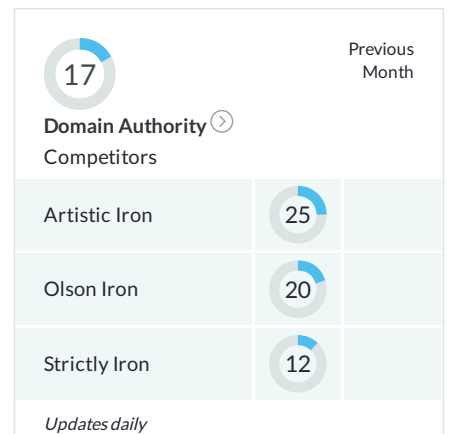 17
Previous
Month
Domain Authority
Competitors
Artistic Iron 25
Olson Iron 20
Strictly Iron 12
Updates daily